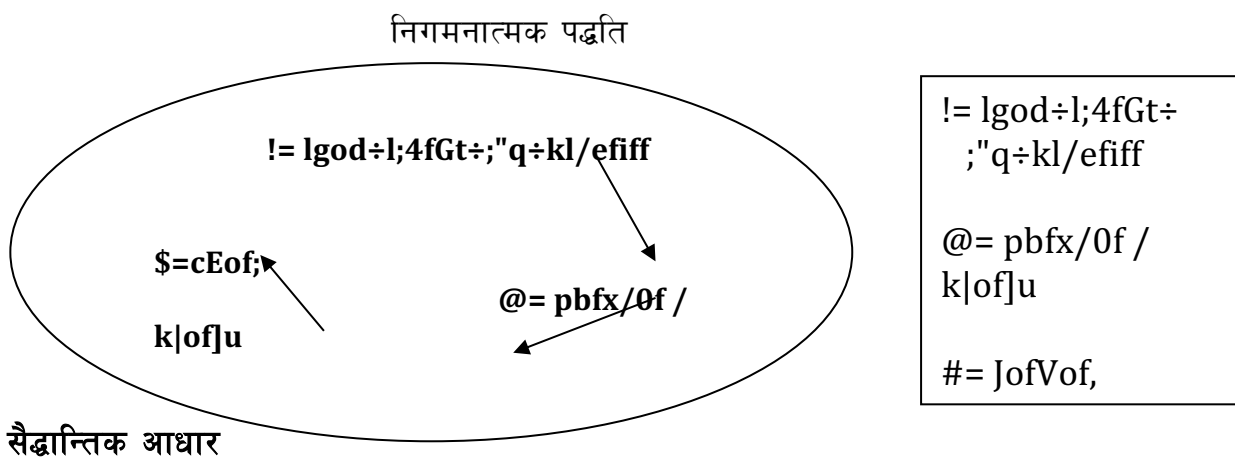 निगमनात्मक पद्धति
!= lgod÷l;4fGt÷;"q÷kl/efiff
$=cEof;
@= pbfx/0f /
k|of]u
सैद्धान्तिक आधार
!= lgod÷l;4fGt÷
;"q÷kl/efiff
@= pbfx/0f /
k|of]u
#= JofVof,